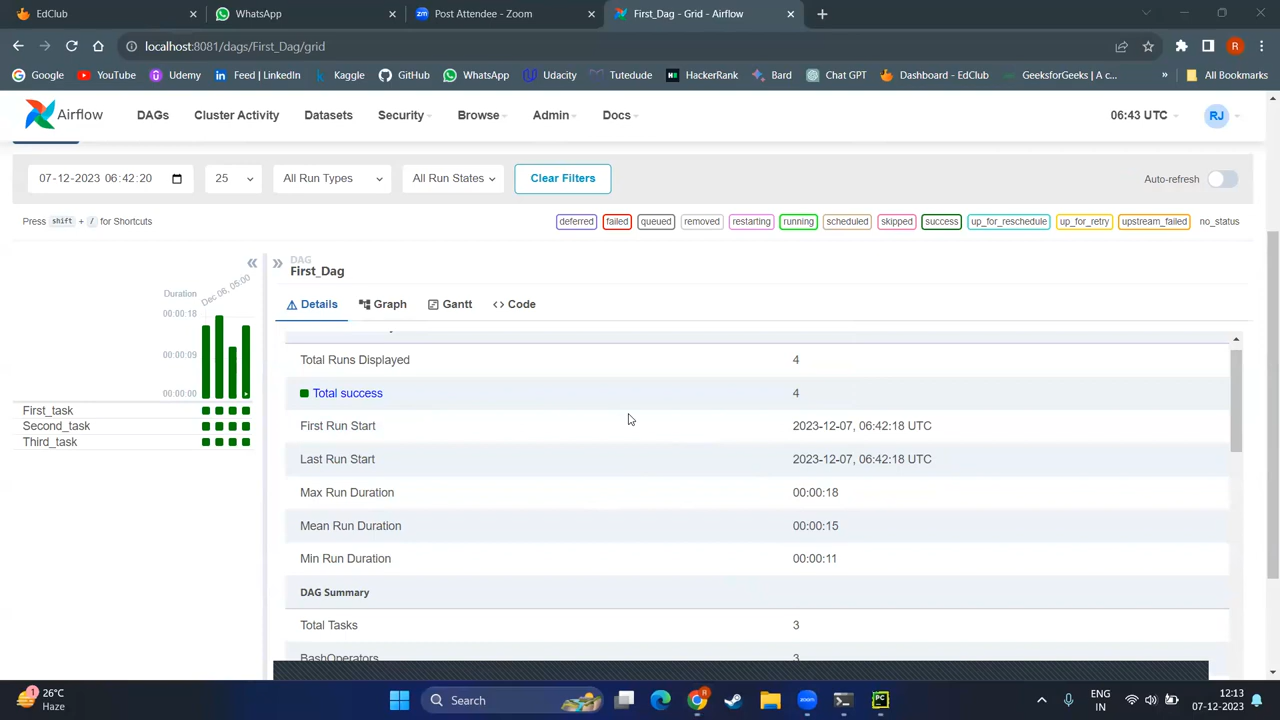 EdClub
WhatsApp
Post Attendee - Zoom
First_Dag - Grid - Airflow
localhost:8081/dags/First_Dag/grid
R
Google
YouTube
Udemy
Feed | LinkedIn
Kaggle
GitHub
WhatsApp
Udacity
Tutedude
HackerRank
Bard
Chat GPT
Dashboard - EdClub
GeeksforGeeks | A c...
»
All Bookmarks
Airflow
DAGs
Cluster Activity
Datasets
Security
Browse
Admin
Docs
06:43 UTC
RJ
07-12-2023 06:42:20
25
All Run Types
All Run States
Clear Filters
Auto-refresh
Press shift + / for Shortcuts
deferred
failed
queued
removed
restarting
running
scheduled
skipped
success
up_for_reschedule
up_for_retry
upstream_failed
no_status
Duration
Dec 06, 05:00
00:00:18
00:00:09
00:00:00
First_task
Second_task
Third_task
DAG
First_Dag
Details
Graph
Gantt
Code
Total Runs Displayed 4
Total success 4
First Run Start 2023-12-07, 06:42:18 UTC
Last Run Start 2023-12-07, 06:42:18 UTC
Max Run Duration 00:00:18
Mean Run Duration 00:00:15
Min Run Duration 00:00:11
DAG Summary
Total Tasks 3
BashOperators 3
1
26°C
Haze
Search
zm
PC
ENG
IN
12:13
07-12-2023